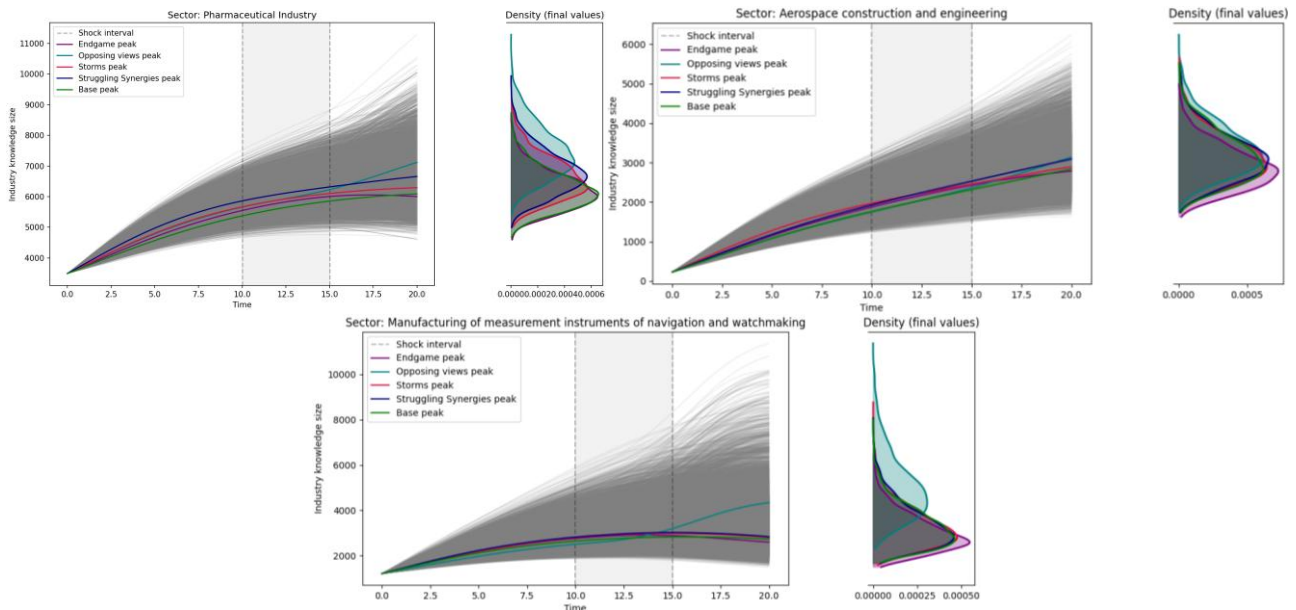 Sector: Pharmaceutical Industry
Density (final values)
Shock interval
Endgame peak
Opposing views peak
Storms peak
Struggling Synergies peak
Base peak
Industry knowledge size
11000
10000
9000
8000
7000
6000
5000
4000
0.0 2.5 5.0 7.5 10.0 12.5 15.0 17.5 20.0
Time
0.00000 0.0002 0.0004 0.0006
Sector: Aerospace construction and engineering
Density (final values)
Shock interval
Endgame peak
Opposing views peak
Storms peak
Struggling Synergies peak
Base peak
Industry knowledge size
6000
5000
4000
3000
2000
1000
0
0.0 2.5 5.0 7.5 10.0 12.5 15.0 17.5 20.0
Time
0.0000 0.0005
Sector: Manufacturing of measurement instruments of navigation and watchmaking
Density (final values)
Shock interval
Endgame peak
Opposing views peak
Storms peak
Struggling Synergies peak
Base peak
Industry knowledge size
10000
8000
6000
4000
2000
0.0 2.5 5.0 7.5 10.0 12.5 15.0 17.5 20.0
Time
0.00000 0.00025 0.00050